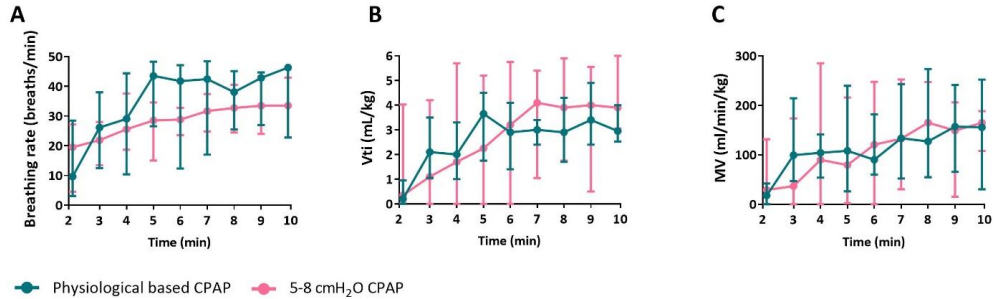 A
B
C
Breathing rate (breaths/min)
50
40
30
20
10
0
2 3 4 5 6 7 8 9 10
Time (min)
Vti (mL/kg)
6
5
4
3
2
1
0
2 3 4 5 6 7 8 9 10
Time (min)
MV (ml/min/kg)
300
200
100
0
2 3 4 5 6 7 8 9 10
Time (min)
Physiological based CPAP
5-8 cmH₂O CPAP